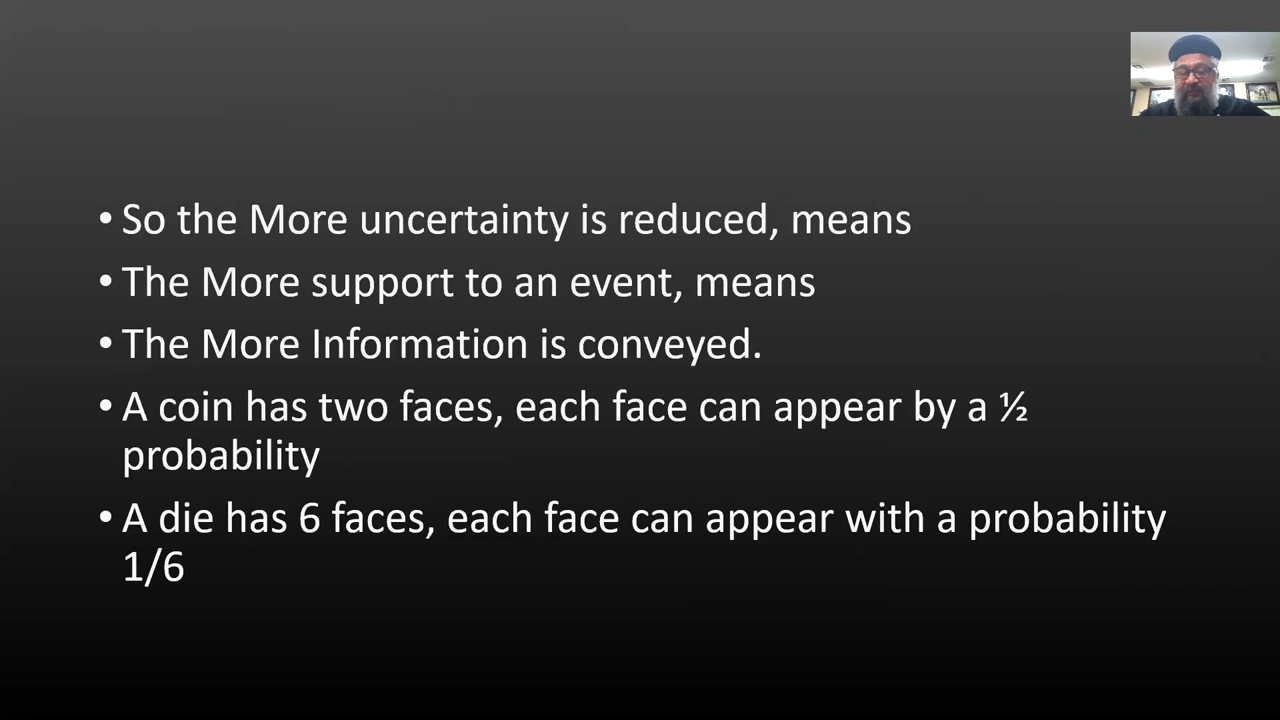 • So the More uncertainty is reduced, means
• The More support to an event, means
• The More Information is conveyed.
• A coin has two faces, each face can appear by a ½
probability
• A die has 6 faces, each face can appear with a probability
1/6